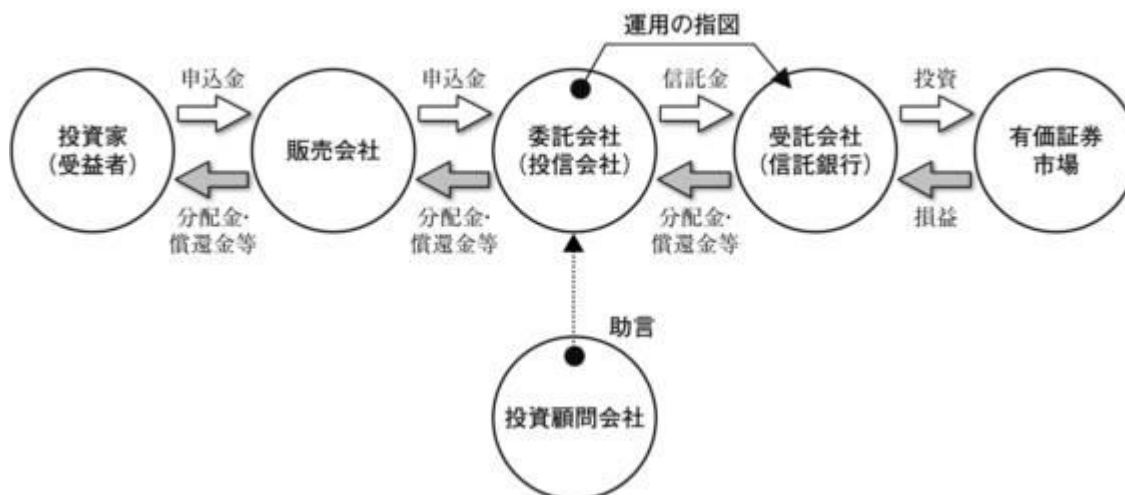 運用の指図
申込金
申込金
信託金
投資
投資家
(受益者)
販売会社
委託会社
(投信会社)
受託会社
(信託銀行)
有価証券
市場
分配金・
償還金等
分配金・
償還金等
分配金・
償還金等
損益
助言
投資顧問会社